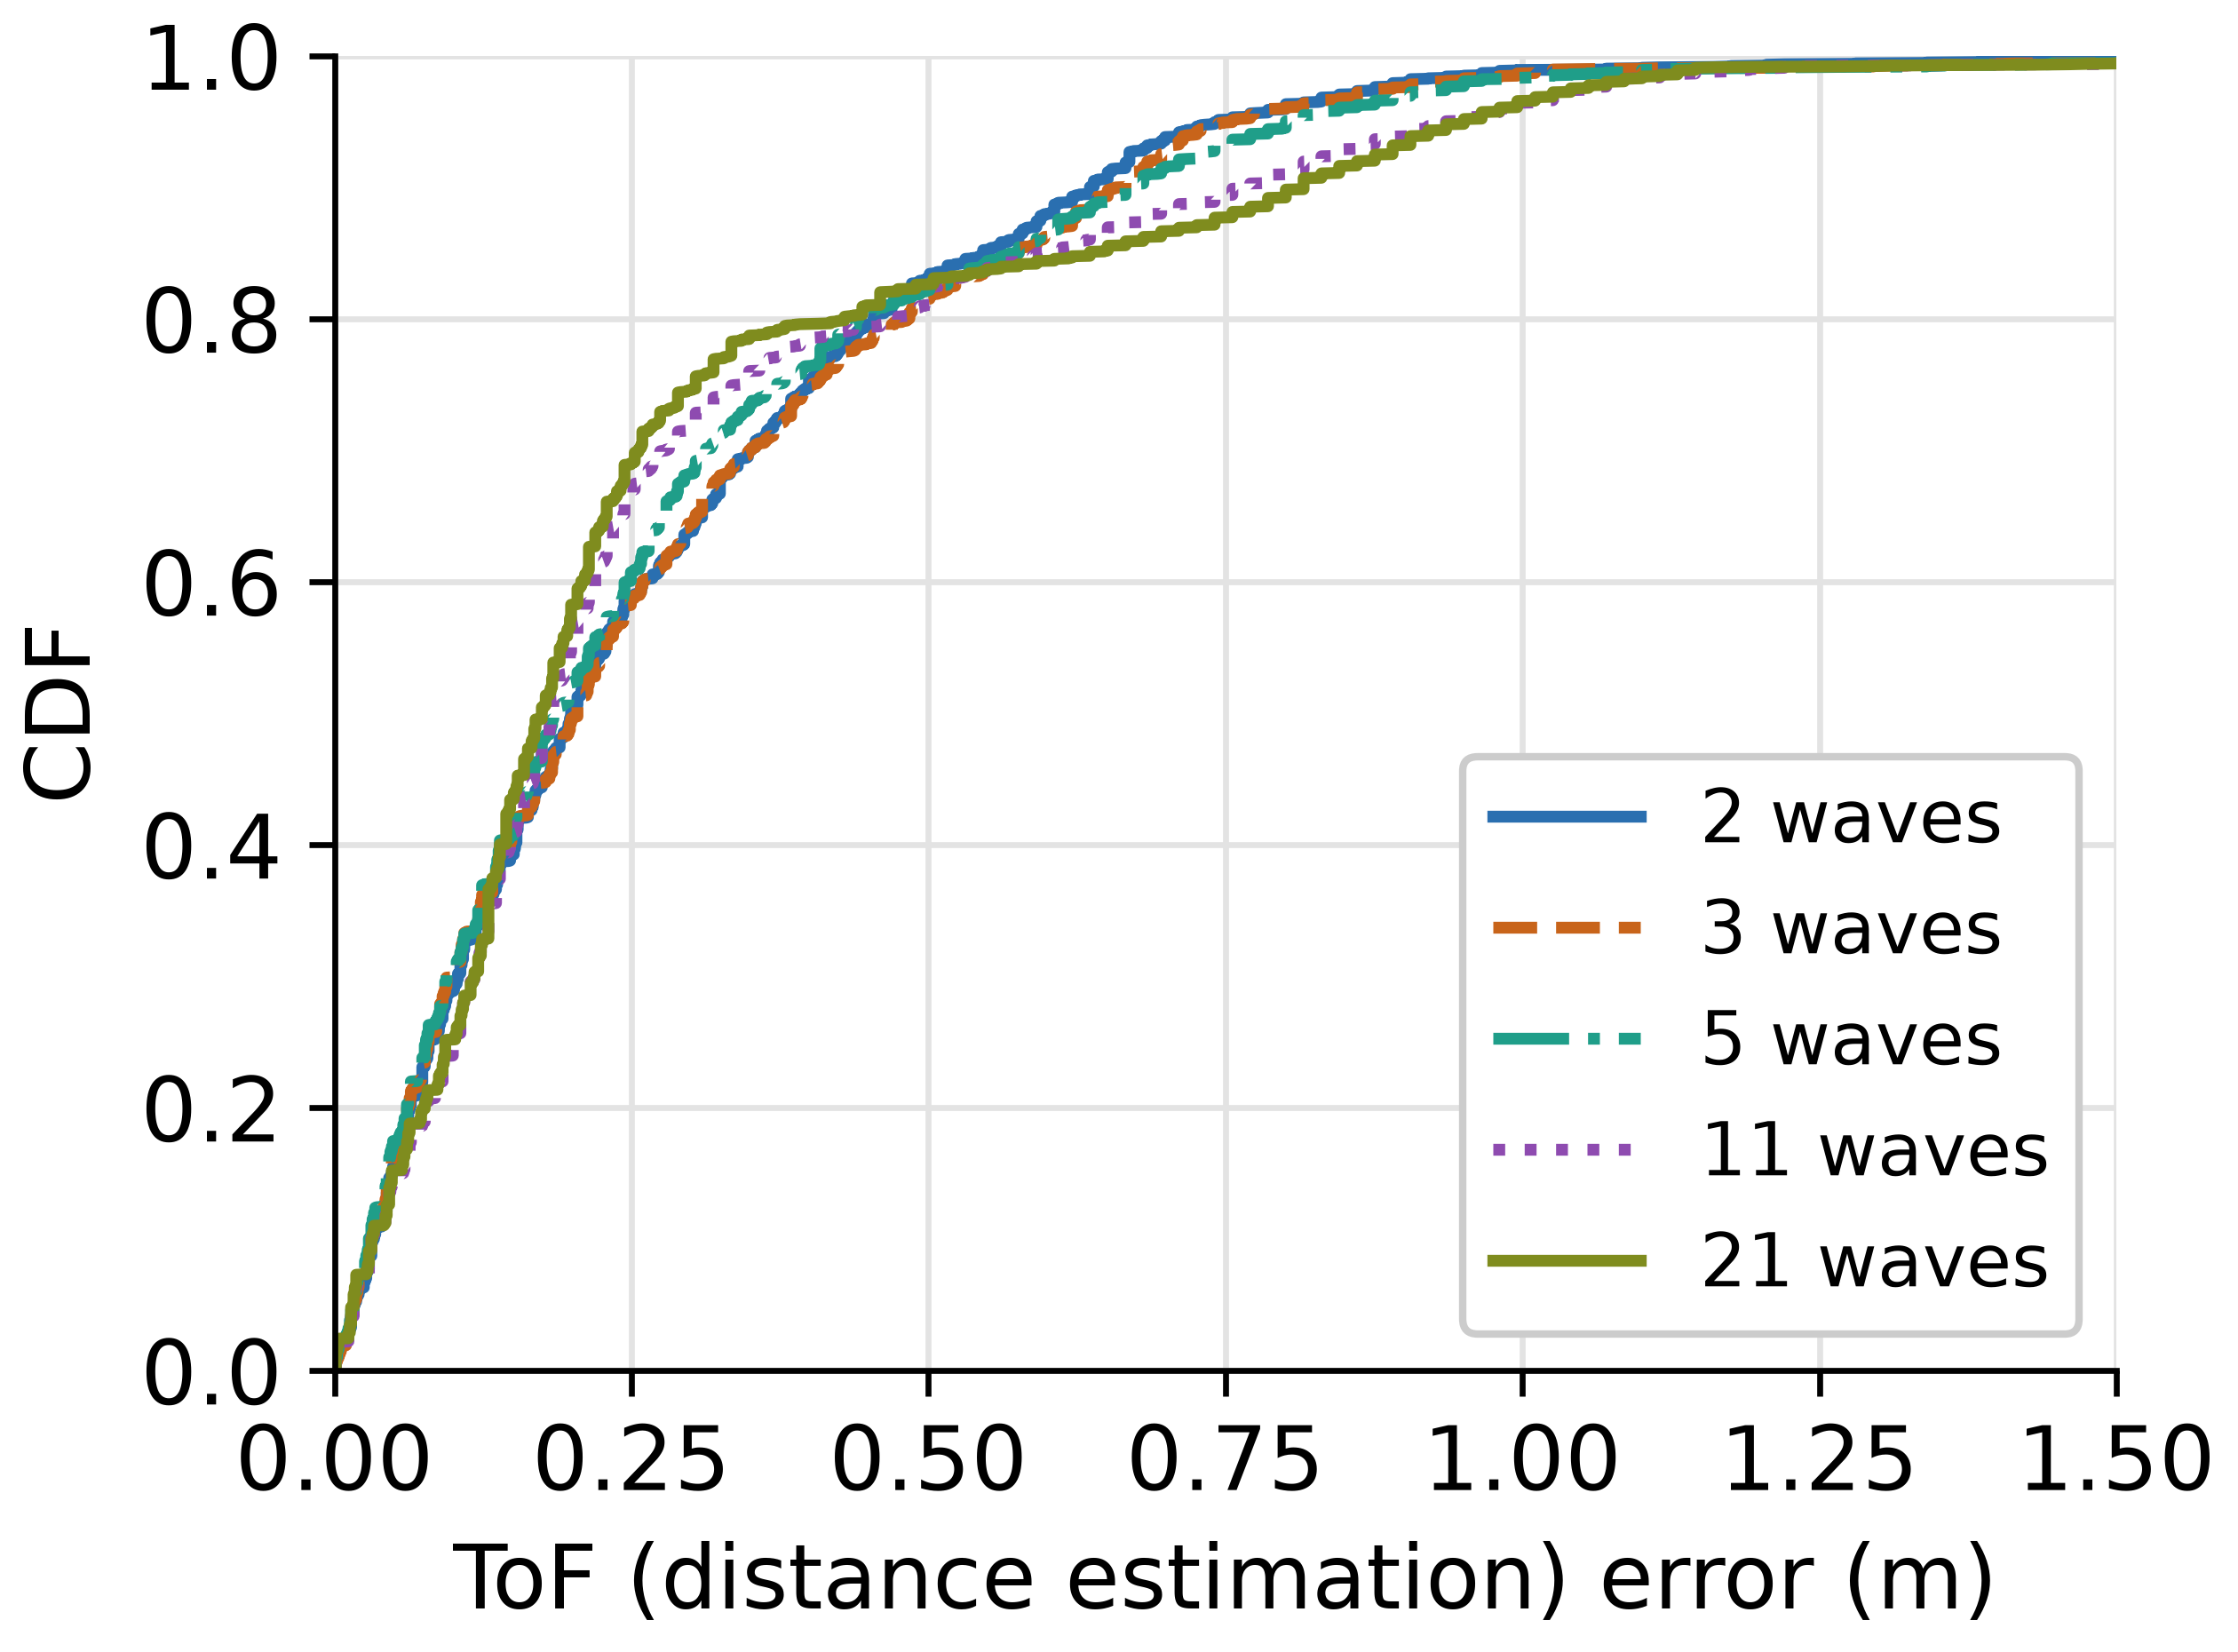 1.0
0.8
0.6
0.4
0.2
0.0
CDF
0.00 0.25 0.50 0.75 1.00 1.25 1.50
ToF (distance estimation) error (m)
2 waves
3 waves
5 waves
11 waves
21 waves